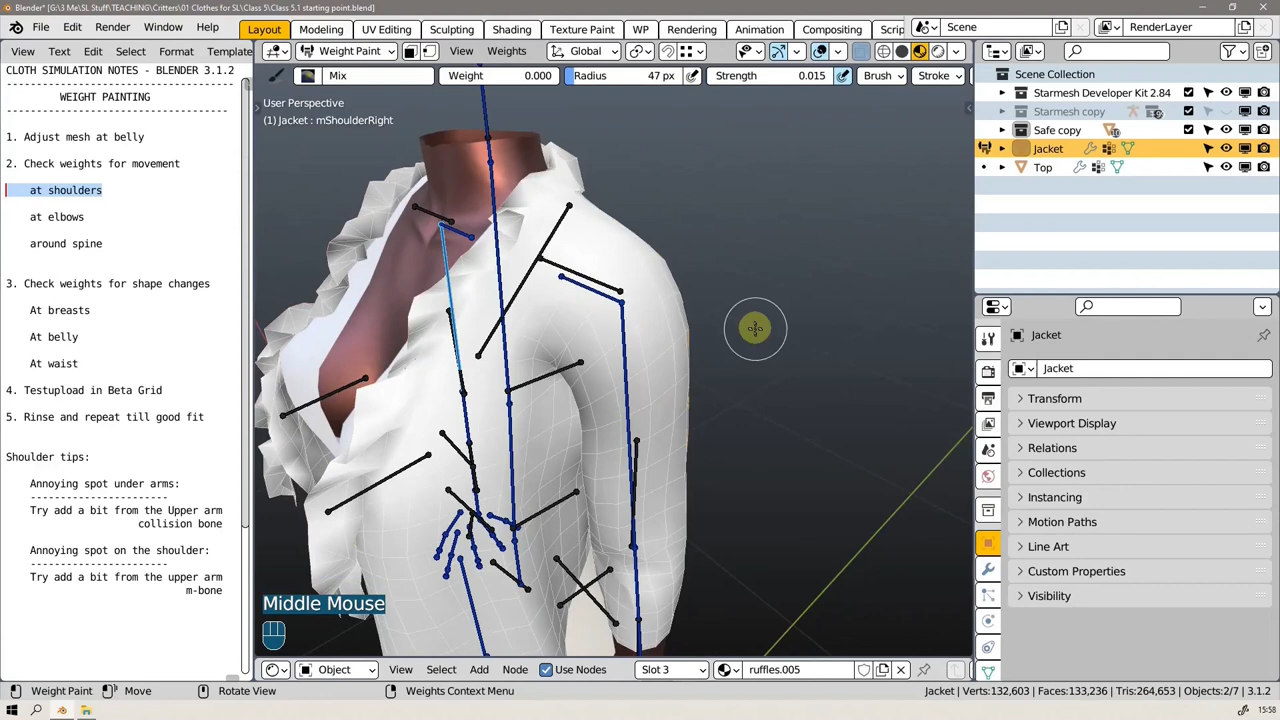 Blender* [G:\3 Me\SL Stuff\TEACHING\Critters\01 Clothes for SL\Class 5\Class 5.1 starting point.blend]
File Edit Render Window Help Layout Modeling UV Editing Sculpting Shading Texture Paint WP Rendering Animation Compositing Scrip Scene RenderLayer
View Text Edit Select Format Template Weight Paint View Weights Global
Mix Weight 0.000 Radius 47 px Strength 0.015 Brush Stroke
CLOTH SIMULATION NOTES - BLENDER 3.1.2
WEIGHT PAINTING
1. Adjust mesh at belly
2. Check weights for movement
at shoulders
at elbows
around spine
3. Check weights for shape changes
At breasts
At belly
At waist
4. Testupload in Beta Grid
5. Rinse and repeat till good fit
Shoulder tips:
Annoying spot under arms:
Try add a bit from the Upper arm
collision bone
Annoying spot on the shoulder:
Try add a bit from the upper arm
m-bone
User Perspective
(1) Jacket : mShoulderRight
Middle Mouse
Scene Collection
Starmesh Developer Kit 2.84
Starmesh copy
Safe copy
Jacket
Top
Jacket
Jacket
Transform
Viewport Display
Relations
Collections
Instancing
Motion Paths
Line Art
Custom Properties
Visibility
Object View Select Add Node Use Nodes Slot 3 ruffles.005
Weight Paint Move Rotate View Weights Context Menu Jacket | Verts:132,603 | Faces:133,236 | Tris:264,653 | Objects:2/7 | 3.1.2
15:58